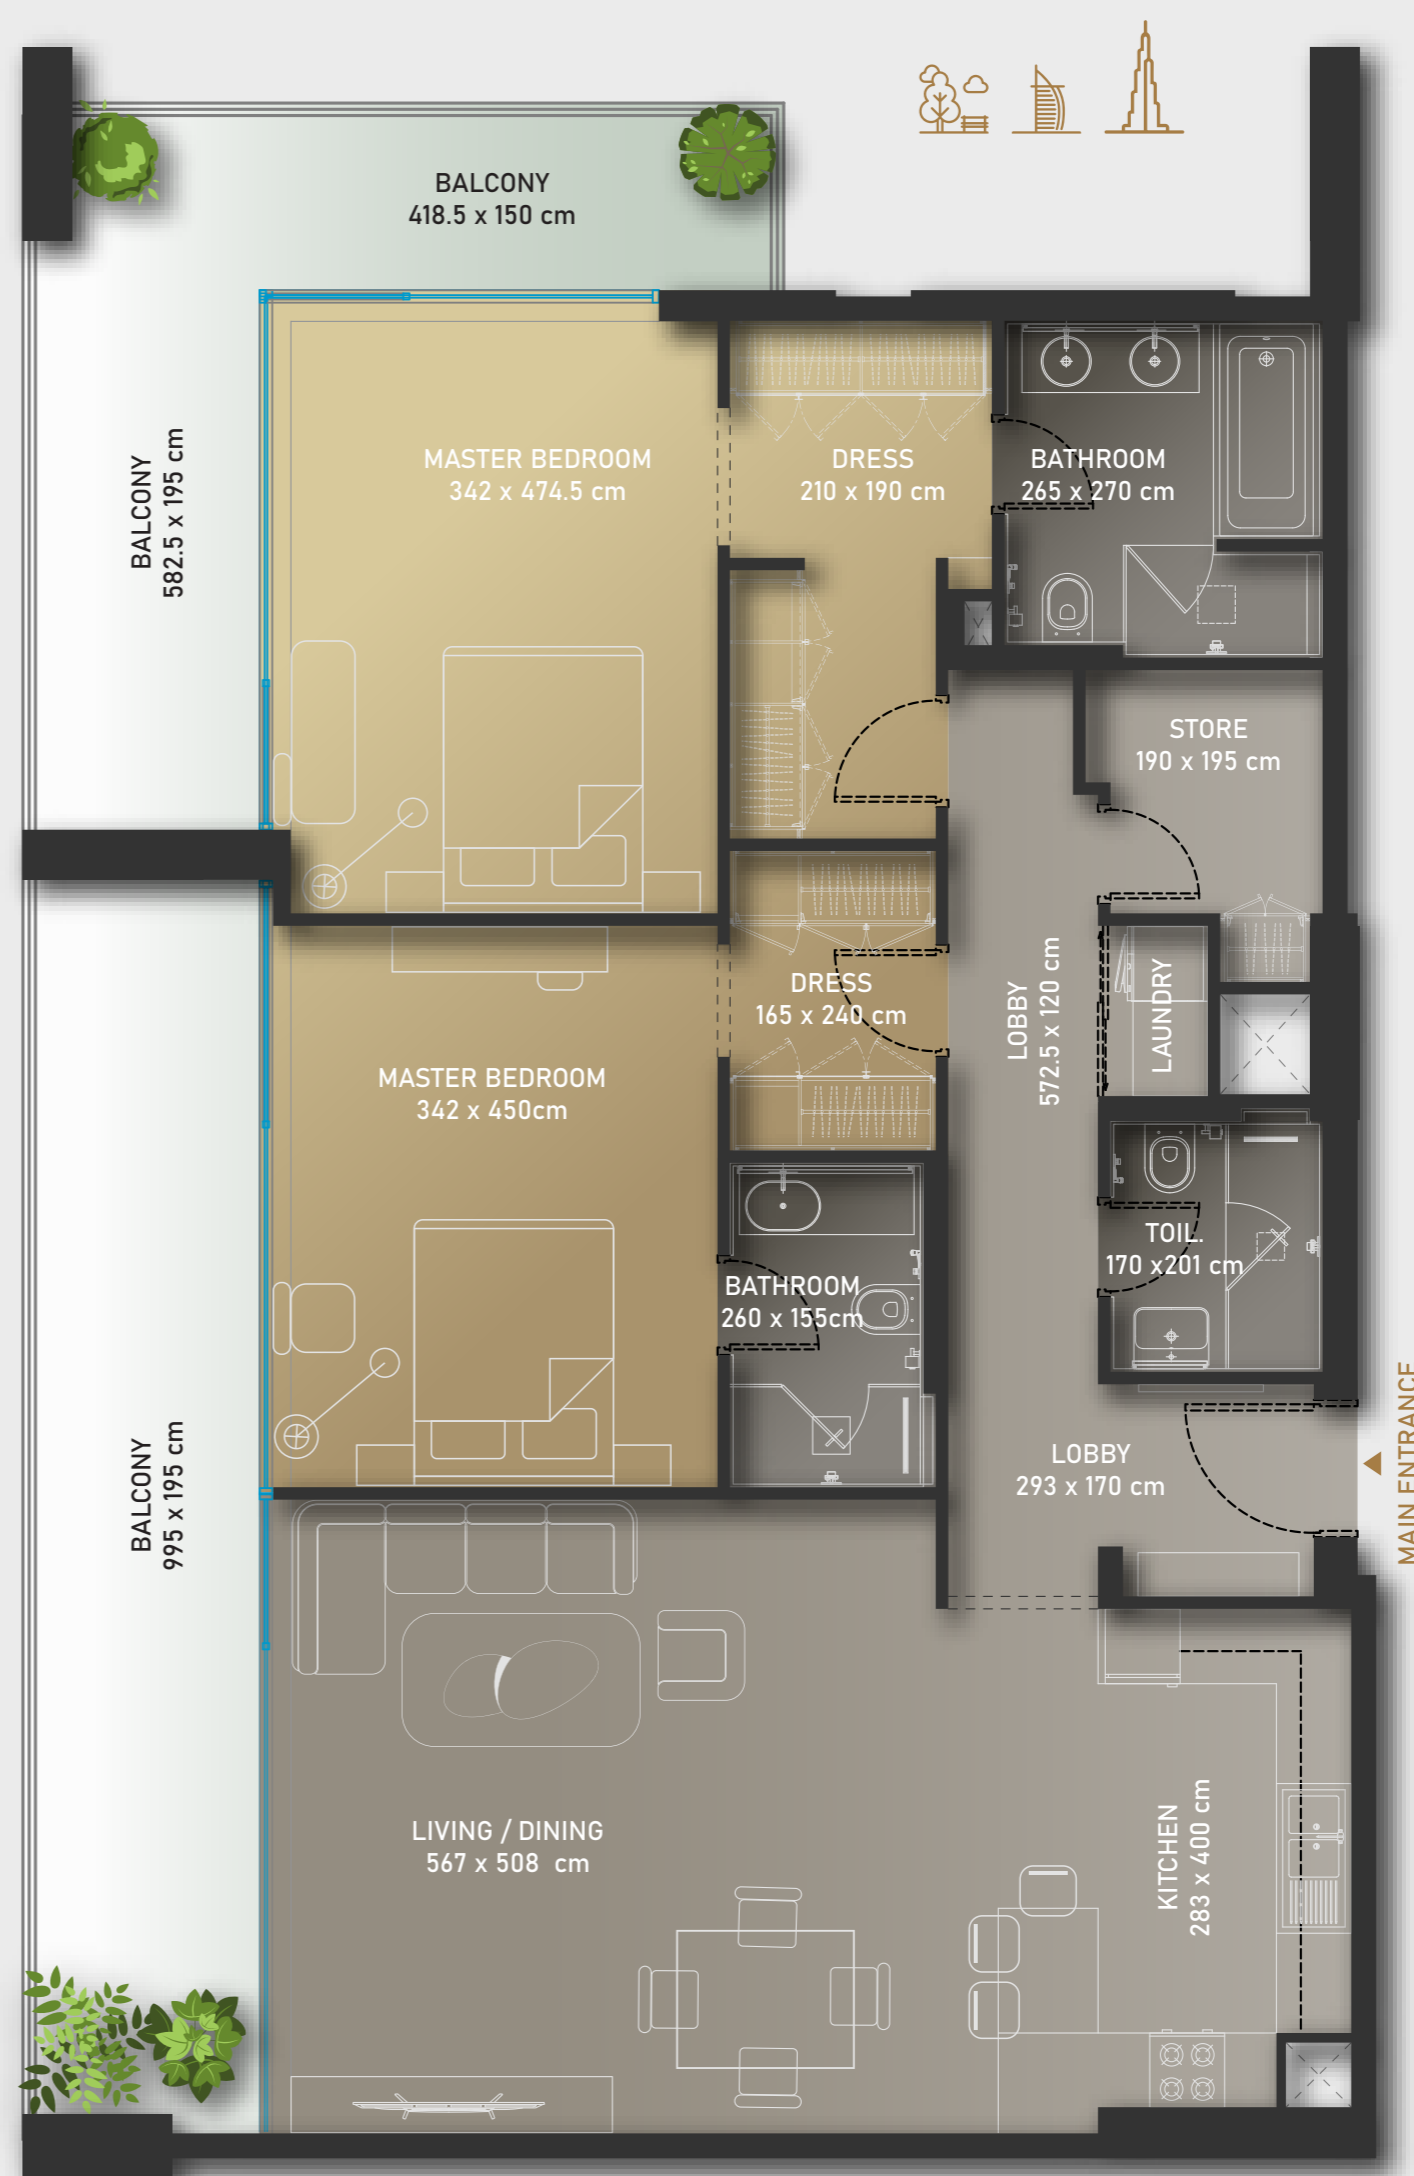 BALCONY
418.5 x 150 cm
BALCONY
582.5 x 195 cm
MASTER BEDROOM
342 x 474.5 cm
DRESS
210 x 190 cm
BATHROOM
265 x 270 cm
STORE
190 x 195 cm
DRESS
165 x 240 cm
LOBBY
572.5 x 120 cm
LAUNDRY
MASTER BEDROOM
342 x 450cm
TOIL.
170 x201 cm
BATHROOM
260 x 155cm
BALCONY
995 x 195 cm
LOBBY
293 x 170 cm
MAIN ENTRANCE
LIVING / DINING
567 x 508  cm
KITCHEN
283 x 400 cm